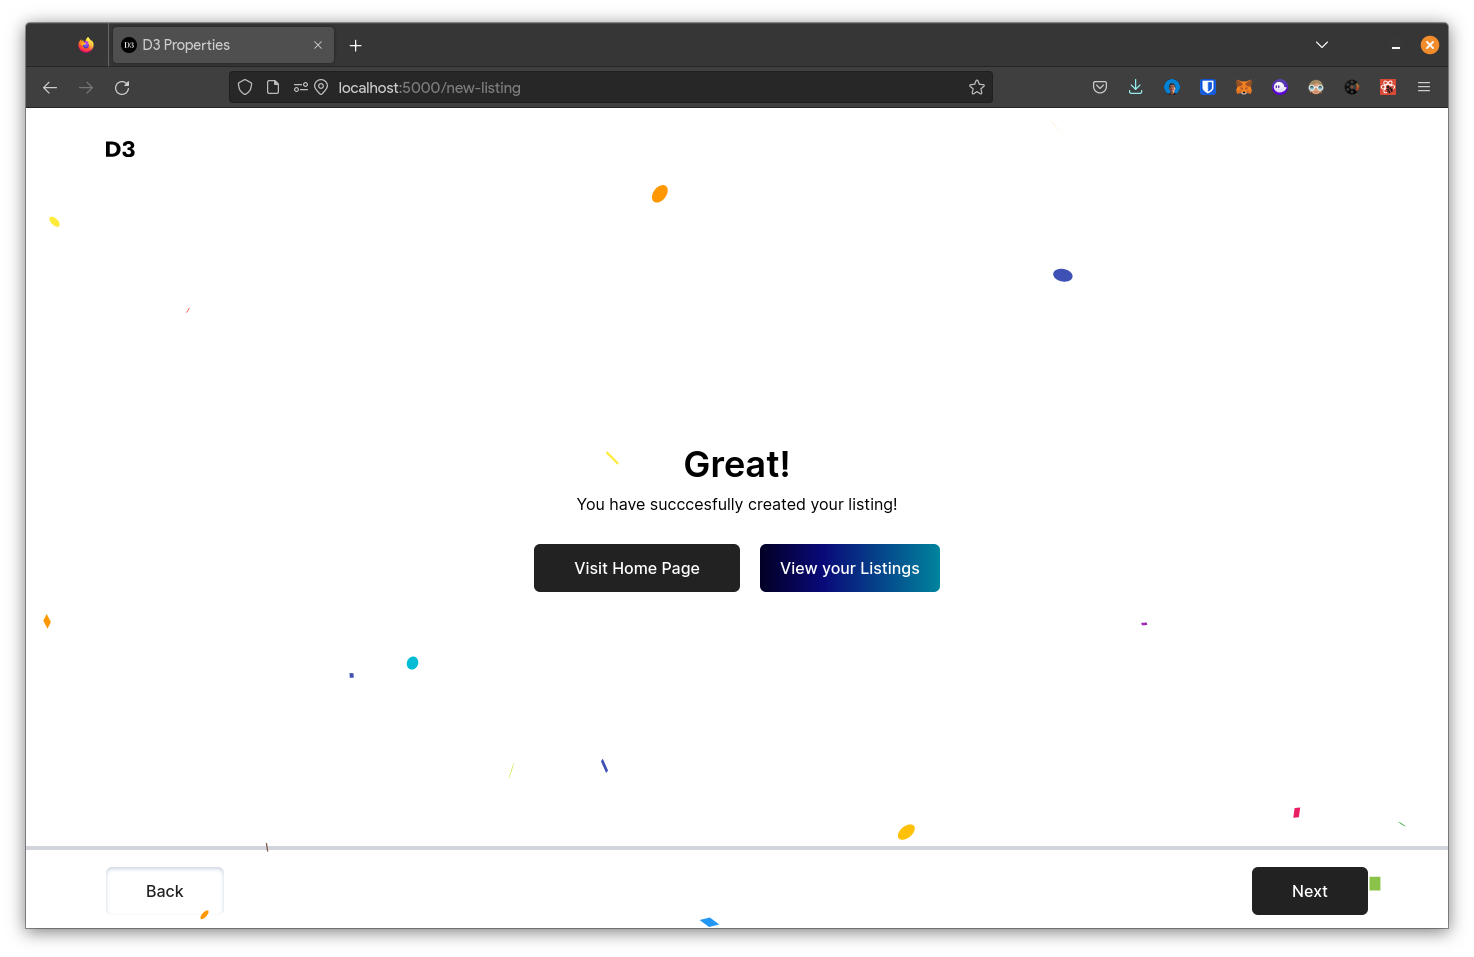 D3 D3 Properties
localhost:5000/new-listing
D3
Great!
You have succcesfully created your listing!
Visit Home Page
View your Listings
Back
Next